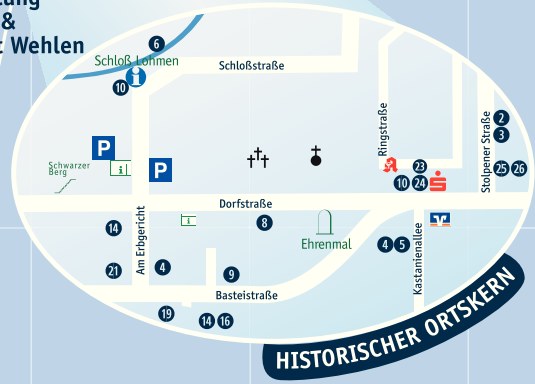 &
t Wehlen
6
Schloß Lohmen
i
10
Schloßstraße
Ringstraße
Stolpener Straße
2
3
P
P
i
Schwarzer
Berg
23
10 24
25 26
Dorfstraße
14
Am Erbgericht
i
8
Ehrenmal
4 5
Kastanienallee
21
4
9
Basteistraße
19
14 16
HISTORISCHER ORTSKERN